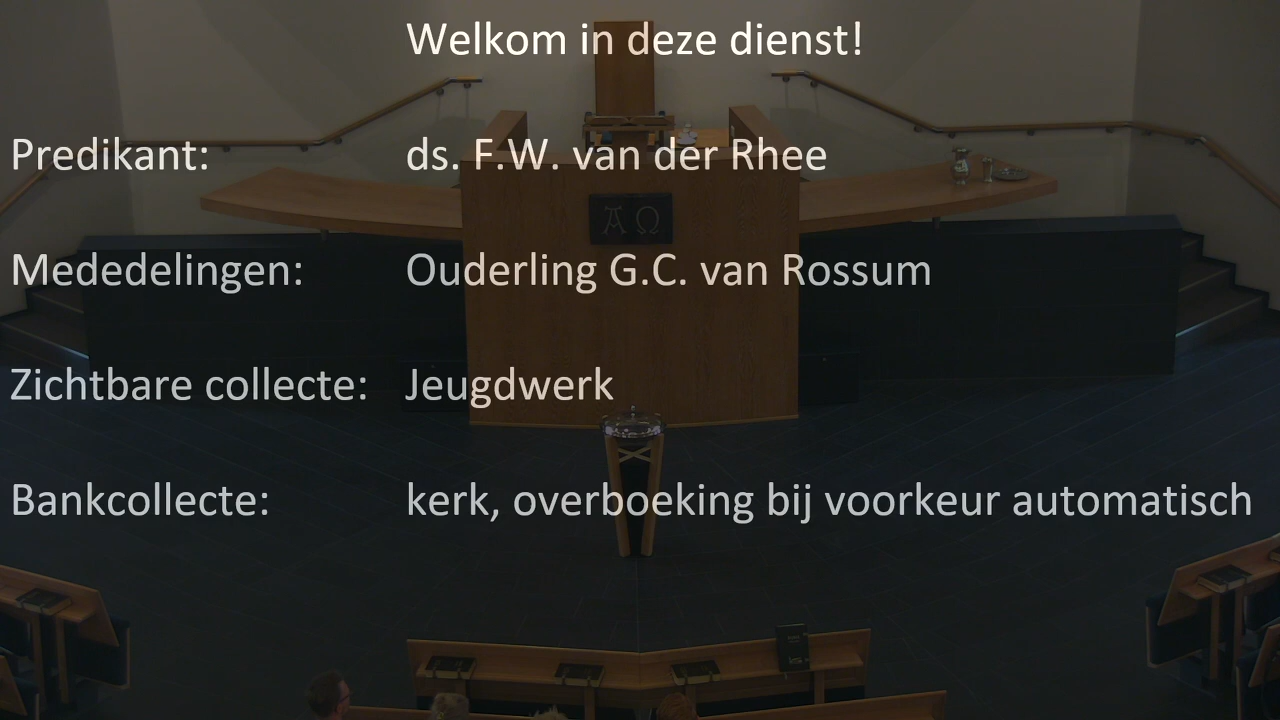 Welkom in deze dienst!
Predikant: ds. F.W. van der Rhee
Mededelingen: Ouderling G.C. van Rossum
ΑΩ
Zichtbare collecte: Jeugdwerk
Bankcollecte: kerk, overboeking bij voorkeur automatisch